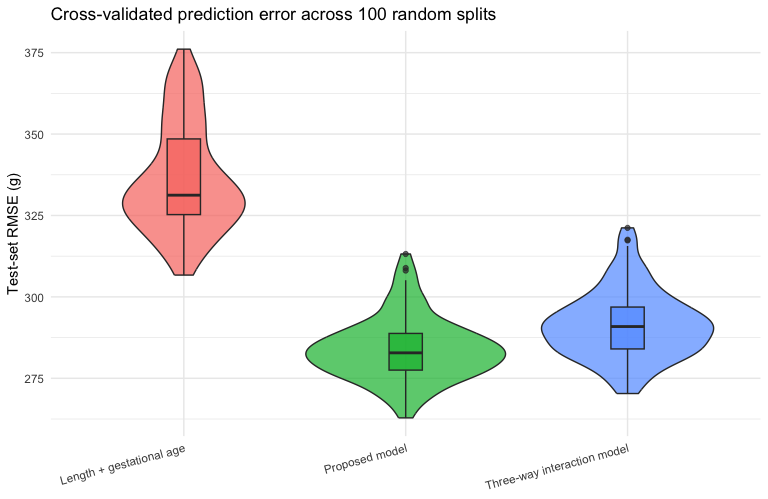 Cross-validated prediction error across 100 random splits
Test-set RMSE (g)
375
350
325
300
275
Length + gestational age
Proposed model
Three-way interaction model